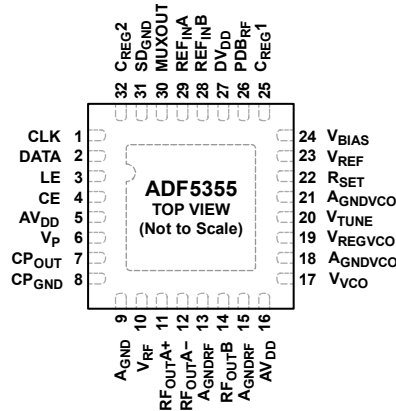 32 CREG2
31 SDGND
30 MUXOUT
29 REFINA
28 REFINB
27 DVDD
26 PDBRF
25 CREG1
CLK 1
DATA 2
LE 3
CE 4
AVDD 5
VP 6
CPOUT 7
CPGND 8
ADF5355
TOP VIEW
(Not to Scale)
24 VBIAS
23 VREF
22 RSET
21 AGNDVCO
20 VTUNE
19 VREGVCO
18 AGNDVCO
17 VVCO
AGND 9
VRF 10
RFOUTA+ 11
RFOUTA− 12
AGNDRF 13
RFOUTB 14
AGNDRF 15
AVDD 16